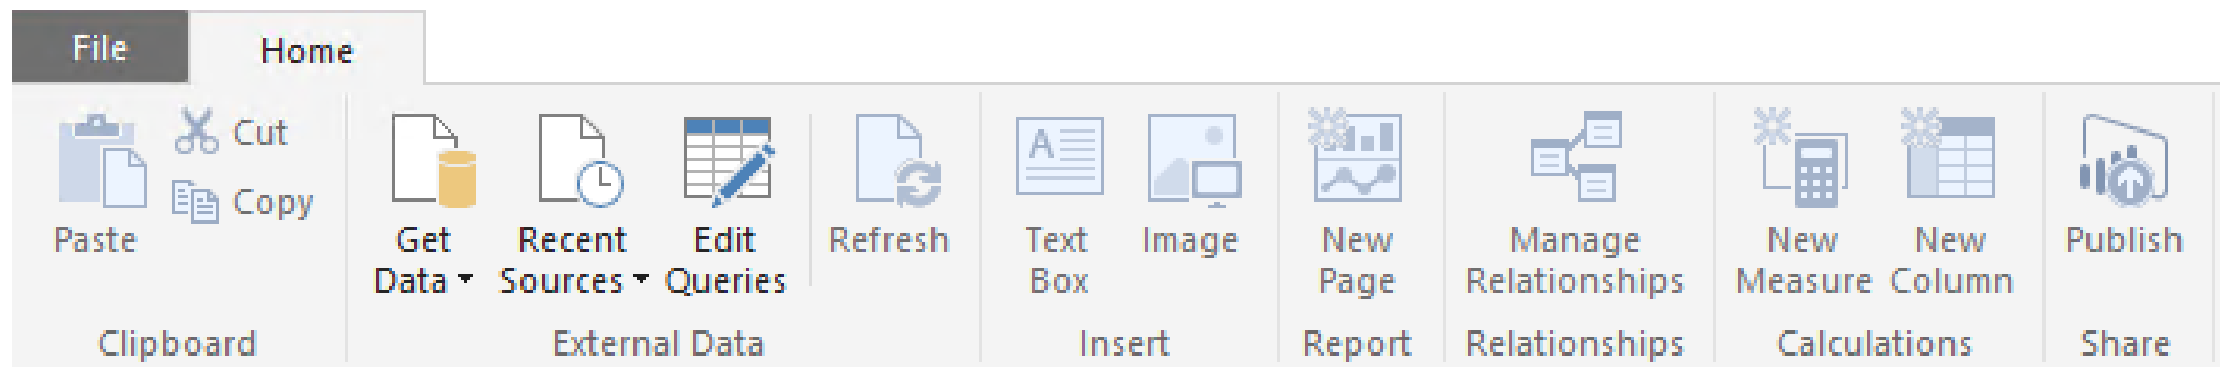 File
Home
Paste
Cut
Copy
Clipboard
Get
Data
Recent
Sources
Edit
Queries
Refresh
External Data
A
Text
Box
Image
Insert
New
Page
Report
Manage
Relationships
Relationships
New
Measure
New
Column
Calculations
Publish
Share